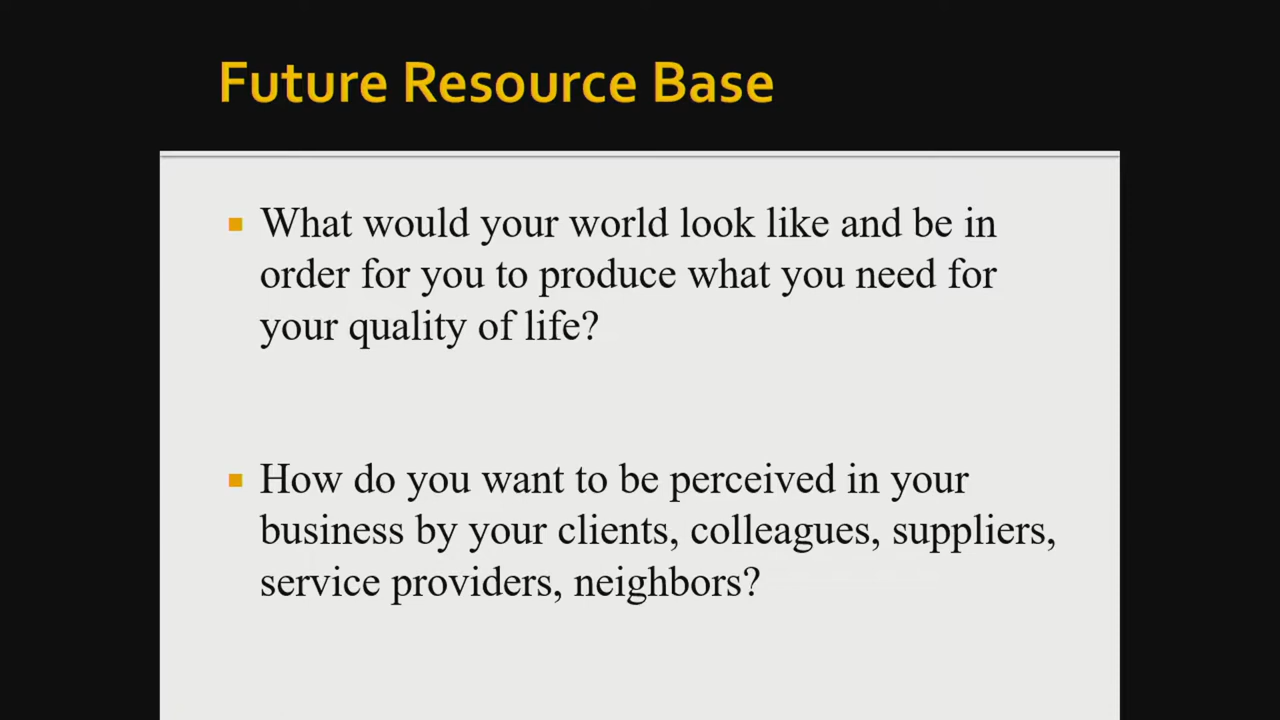 Future Resource Base
What would your world look like and be in
order for you to produce what you need for
your quality of life?
How do you want to be perceived in your
business by your clients, colleagues, suppliers,
service providers, neighbors?